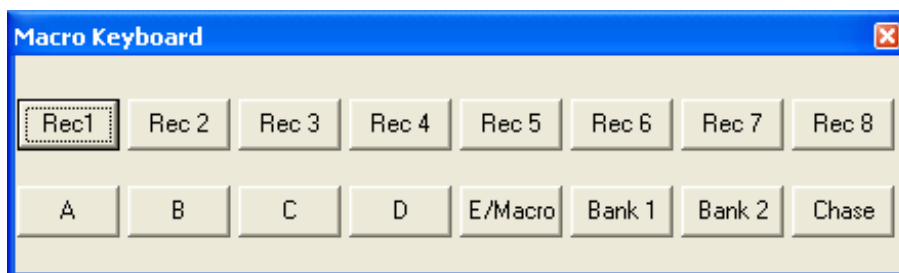 Macro Keyboard
Rec1 Rec 2 Rec 3 Rec 4 Rec 5 Rec 6 Rec 7 Rec 8
A B C D E/Macro Bank 1 Bank 2 Chase